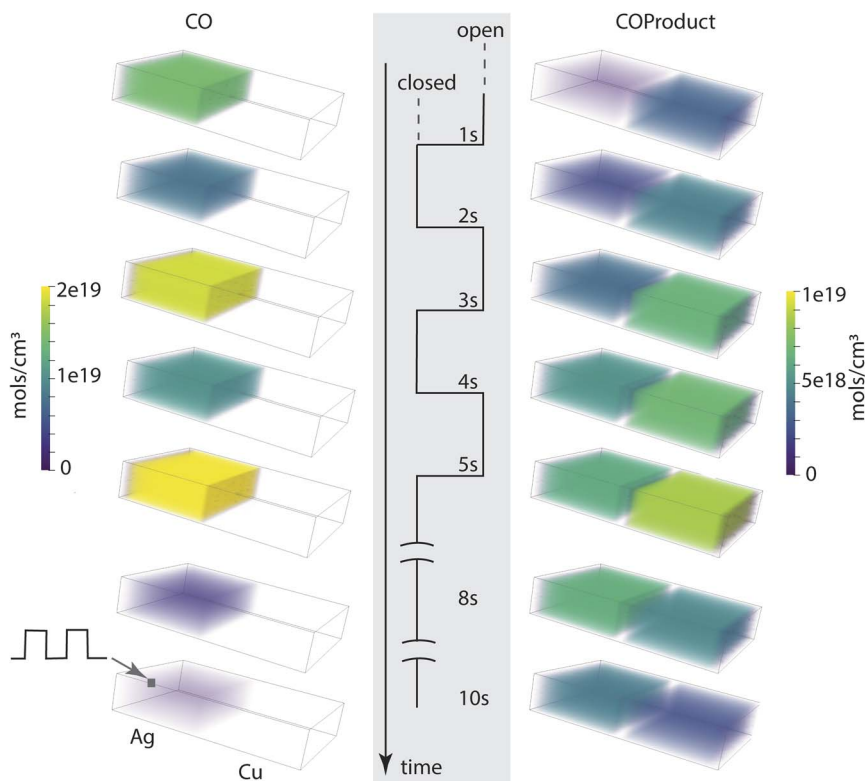 CO
open
COProduct
closed
1s
2s
3s
4s
5s
8s
10s
time
2e19
1e19
0
mols/cm³
1e19
5e18
0
mols/cm³
Ag
Cu